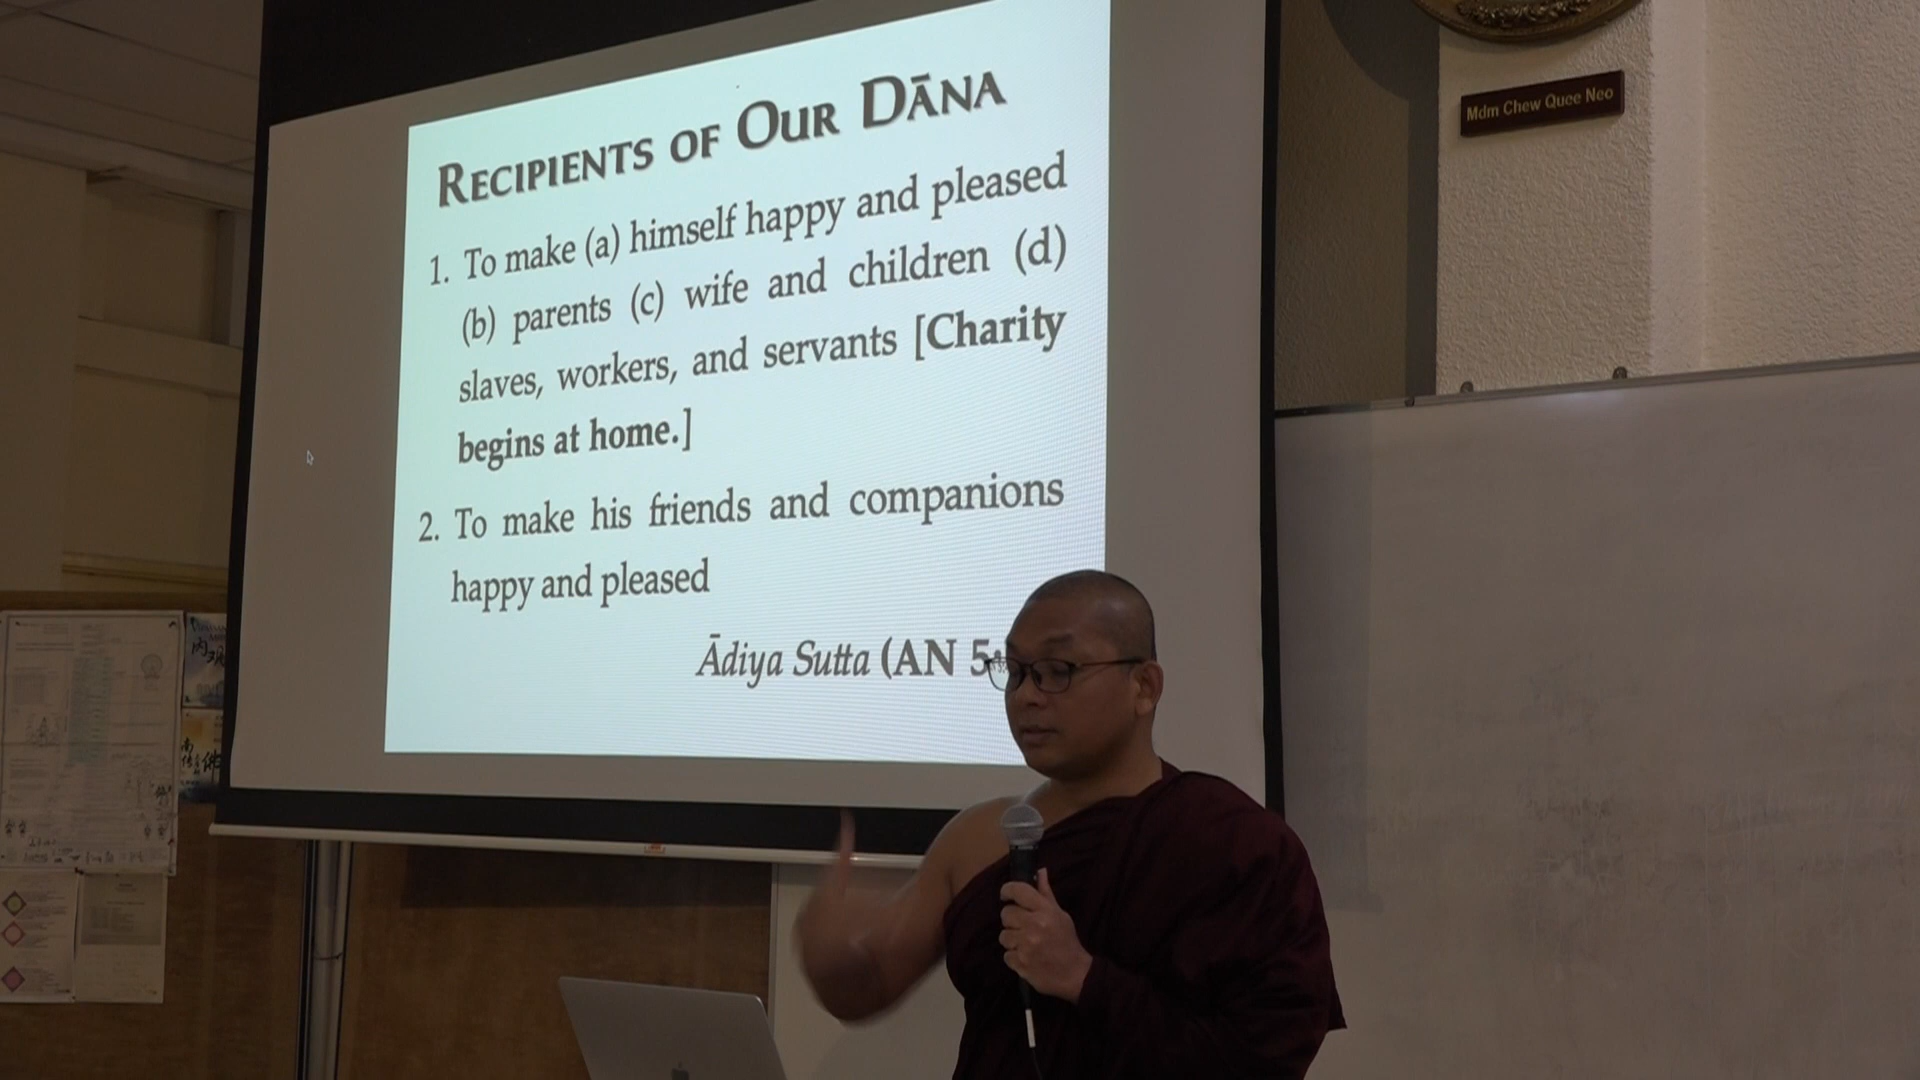 RECIPIENTS OF OUR DĀNA
1. To make (a) himself happy and pleased
(b) parents (c) wife and children (d)
slaves, workers, and servants [Charity
begins at home.]
2. To make his friends and companions
happy and pleased
Ādiya Sutta (AN 5
Mdm Chew Quee Neo